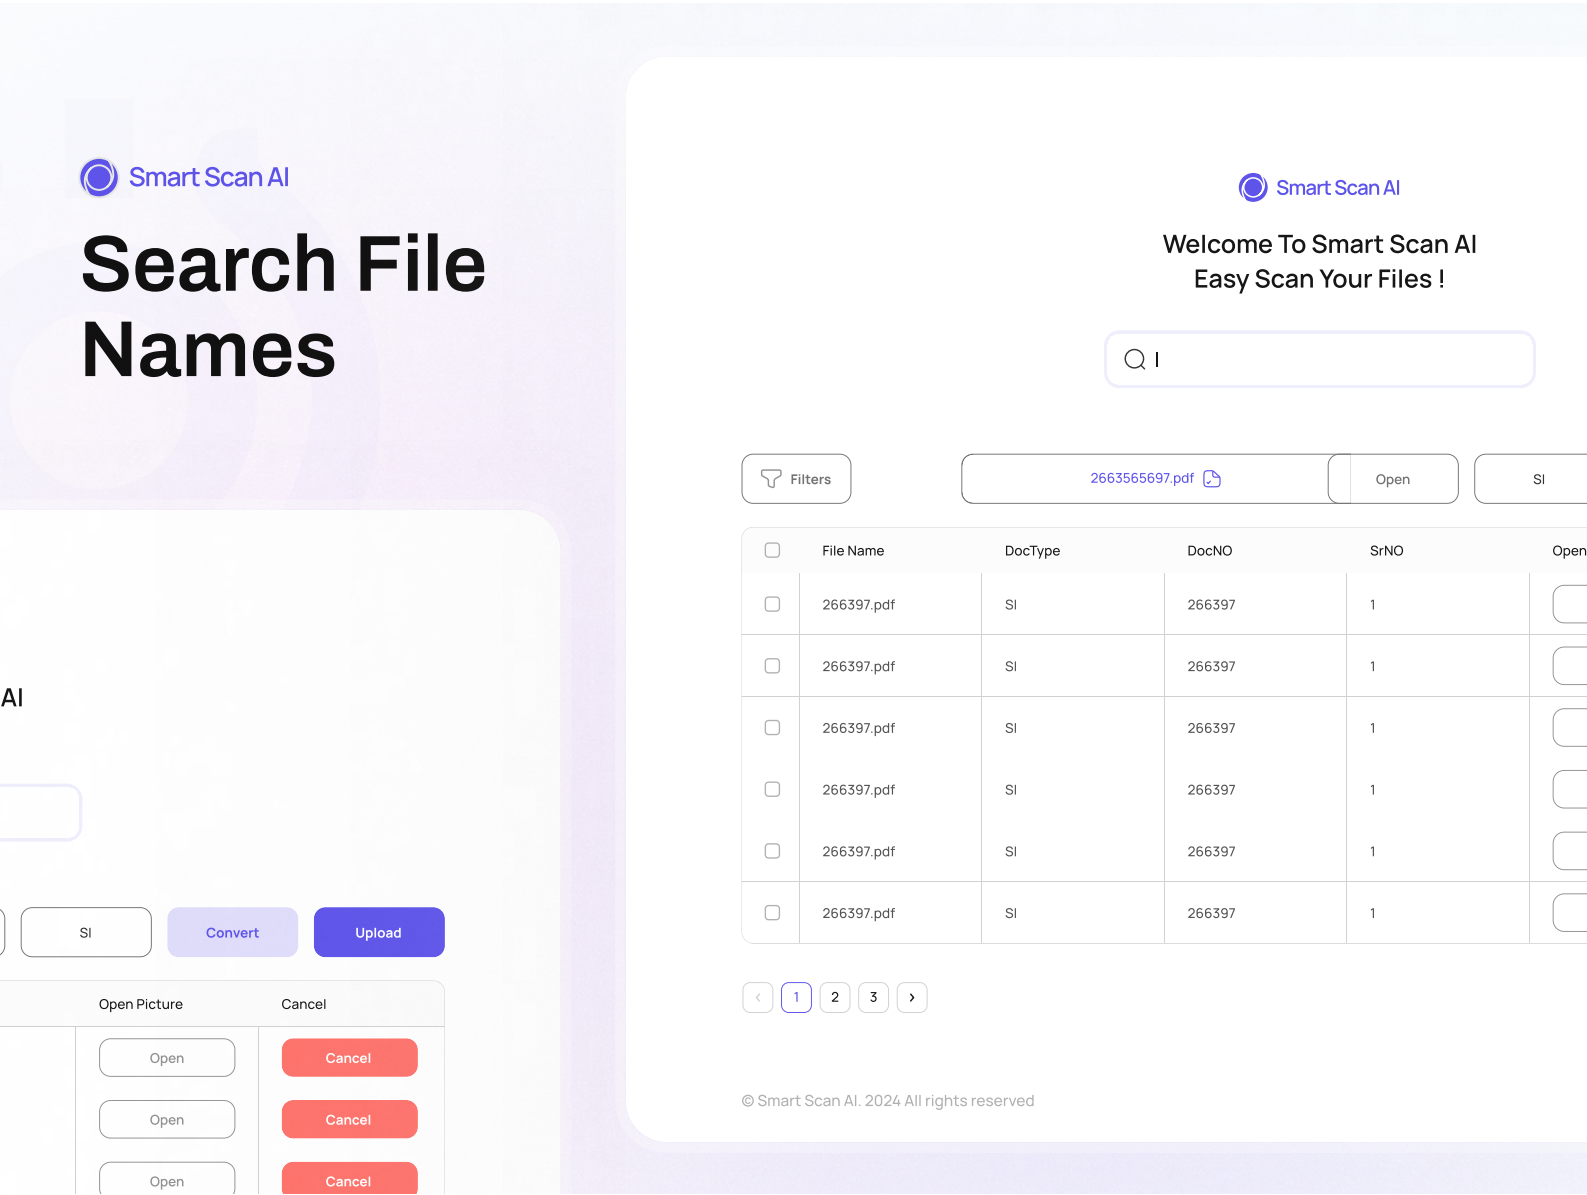 Smart Scan AI
Search File
Names
AI
SI Convert Upload
Open Picture Cancel
Open Cancel
Open Cancel
Open Cancel
Smart Scan AI
Welcome To Smart Scan AI
Easy Scan Your Files !
Filters 2663565697.pdf Open SI
File Name DocType DocNO SrNO Open
266397.pdf SI 266397 1
266397.pdf SI 266397 1
266397.pdf SI 266397 1
266397.pdf SI 266397 1
266397.pdf SI 266397 1
266397.pdf SI 266397 1
1 2 3
© Smart Scan AI. 2024 All rights reserved